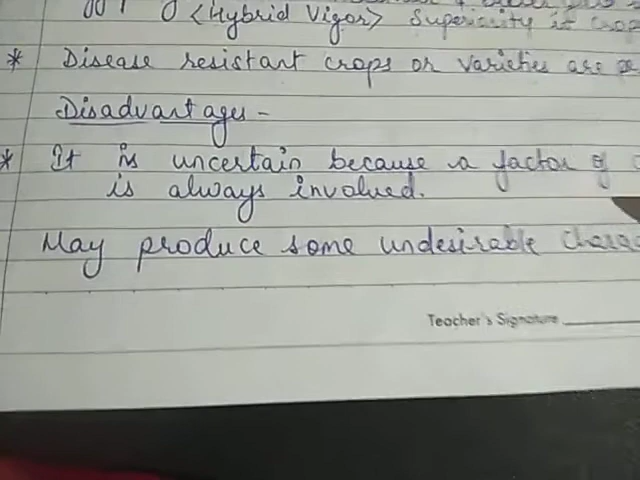 <Hybrid Vigor> Superiority in crop
* Disease resistant crops or varieties are
Disadvantages -
* It is uncertain because a factor of
is always involved.
May produce some undesirable charac
Teacher's Signature